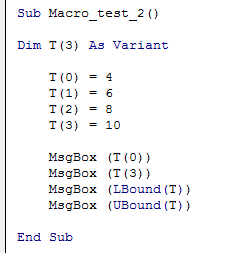 Sub Macro_test_2()
Dim T(3) As Variant
T(0) = 4
T(1) = 6
T(2) = 8
T(3) = 10
MsgBox (T(0))
MsgBox (T(3))
MsgBox (LBound(T))
MsgBox (UBound(T))
End Sub